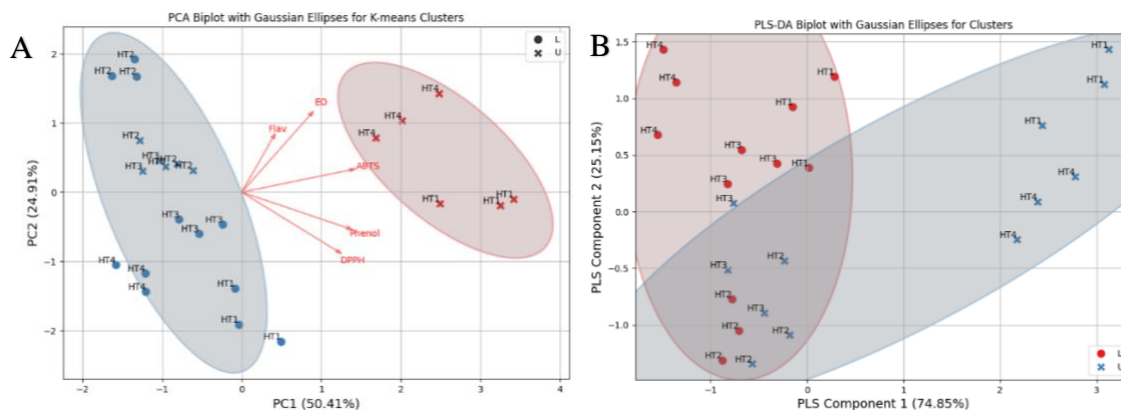 A
PCA Biplot with Gaussian Ellipses for K-means Clusters
L
U
HT2
HT2
HT2
HT2
HT3
HT2
HT3
HT3
HT3
HT3
HT4
HT4
HT4
HT1
HT1
HT1
EO
Flav
ABTS
Phenol
DPPH
HT4
HT4
HT4
HT1
HT1
HT1
2
1
0
−1
−2
PC2 (24.91%)
−2 −1 0 1 2 3 4
PC1 (50.41%)
B
PLS-DA Biplot with Gaussian Ellipses for Clusters
HT4
HT4
HT4
HT1
HT1
HT1
HT3
HT3
HT3
HT3
HT3
HT2
HT3
HT2
HT2
HT2
HT2
HT2
HT1
HT1
HT1
HT4
HT4
HT4
1.5
1.0
0.5
0.0
−0.5
−1.0
PLS Component 2 (25.15%)
−1 0 1 2 3
PLS Component 1 (74.85%)
L
U